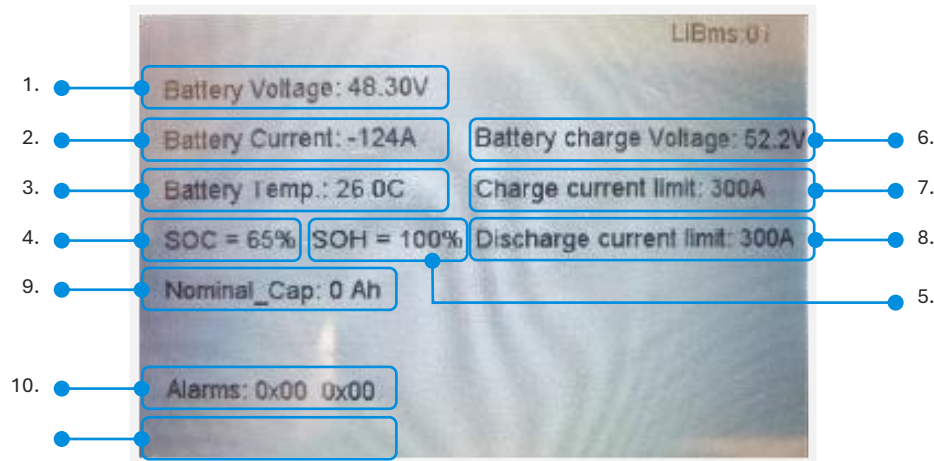 LiBms:01
1. Battery Voltage: 48.30V
2. Battery Current: -124A Battery charge Voltage: 52.2V 6.
3. Battery Temp.: 26.0C Charge current limit: 300A 7.
4. SOC = 65% SOH = 100% Discharge current limit: 300A 8.
9. Nominal_Cap: 0 Ah 5.
10. Alarms: 0x00 0x00